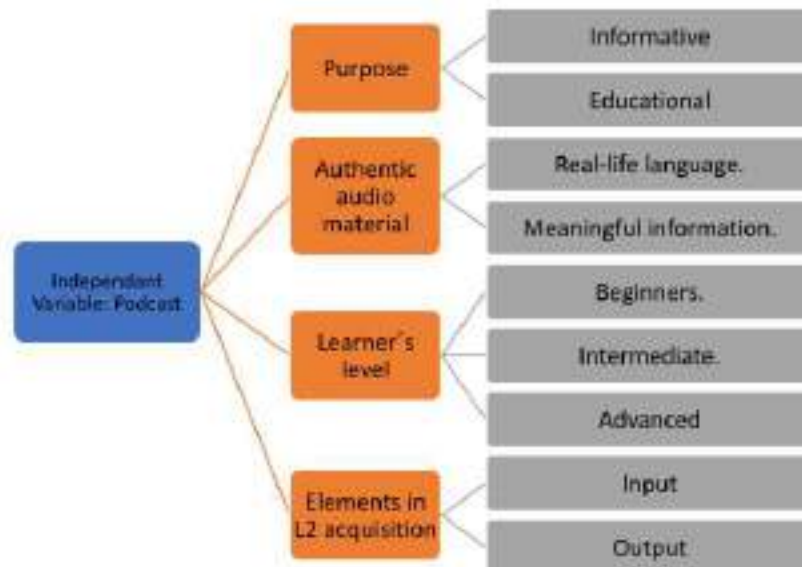 Independant
Variable: Podcast
Purpose
Informative
Educational
Authentic
audio
material
Real-life language.
Meaningful information.
Learner´s
level
Beginners.
Intermediate.
Advanced
Elements in
L2 acquisition
Input
Output